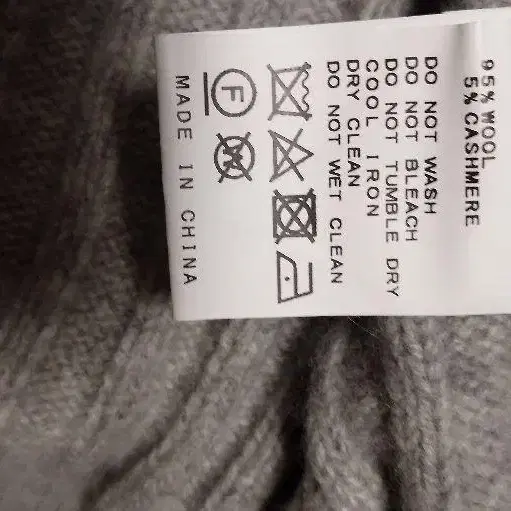 95% WOOL
5% CASHMERE
DO NOT WASH
DO NOT BLEACH
DO NOT TUMBLE DRY
COOL IRON
DRY CLEAN
DO NOT WET CLEAN
F
W
MADE IN CHINA